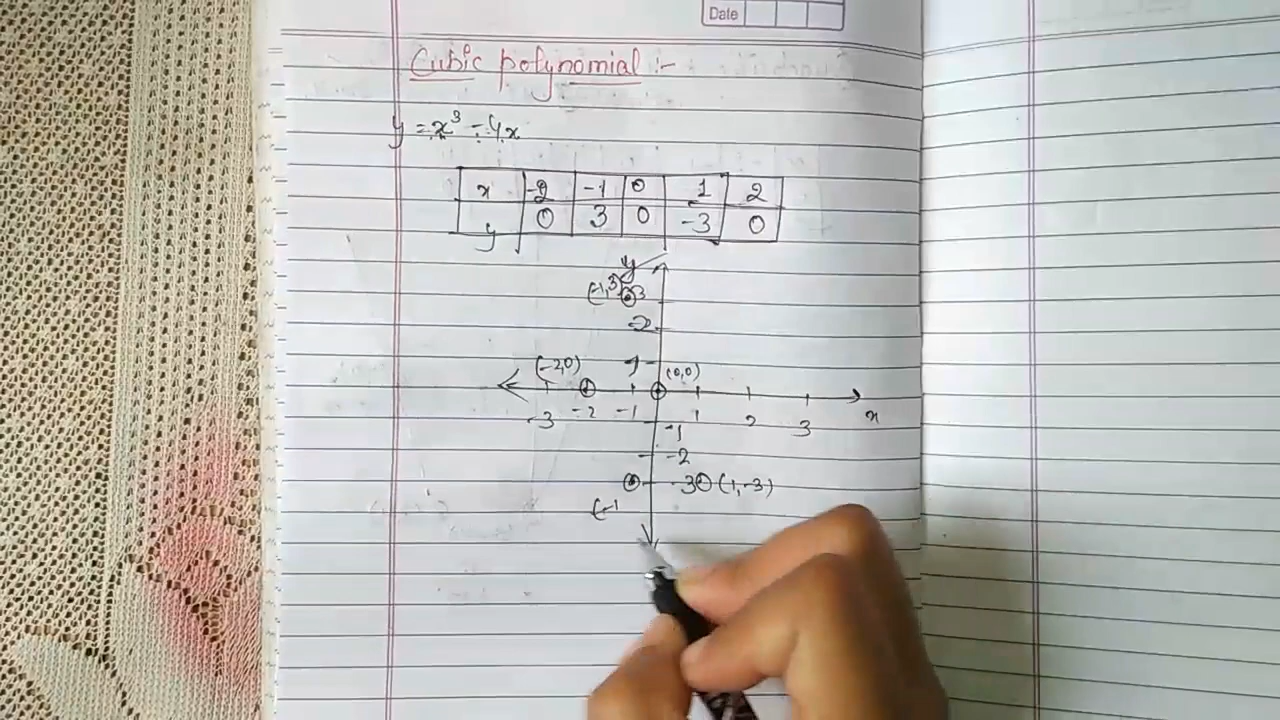 Date
Cubic polynomial :-
y = x³ - 4x
x -2 -1 0 1 2
y 0 3 0 -3 0
y
(-1,3) 3
2
(-2,0) 1 (0,0)
-3 -2 -1 1 2 3 x
-1
-2
-3 (1,-3)
(-1